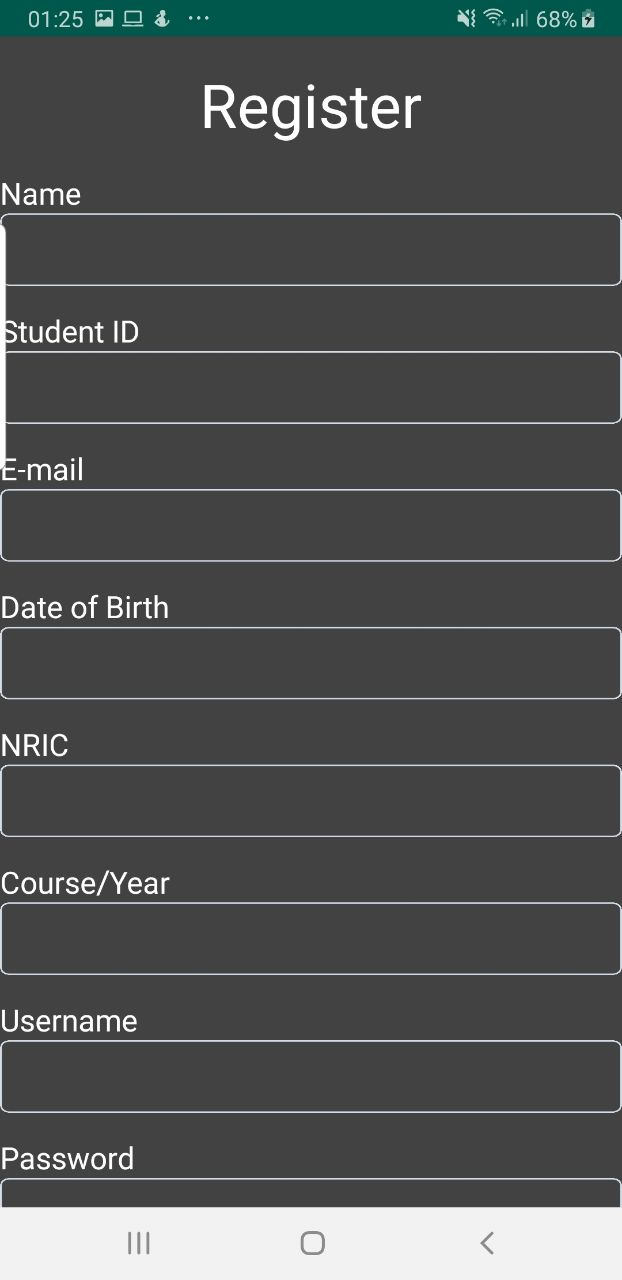 01:25 68%
Register
Name
Student ID
E-mail
Date of Birth
NRIC
Course/Year
Username
Password